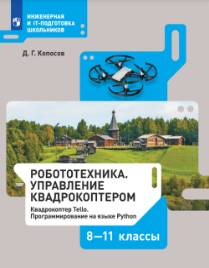 ИНЖЕНЕРНАЯ
И IT-ПОДГОТОВКА
ШКОЛЬНИКОВ
Д. Г. Копосов
РОБОТОТЕХНИКА.
УПРАВЛЕНИЕ
КВАДРОКОПТЕРОМ
Квадрокоптер Tello.
Программирование на языке Python
8—11 классы